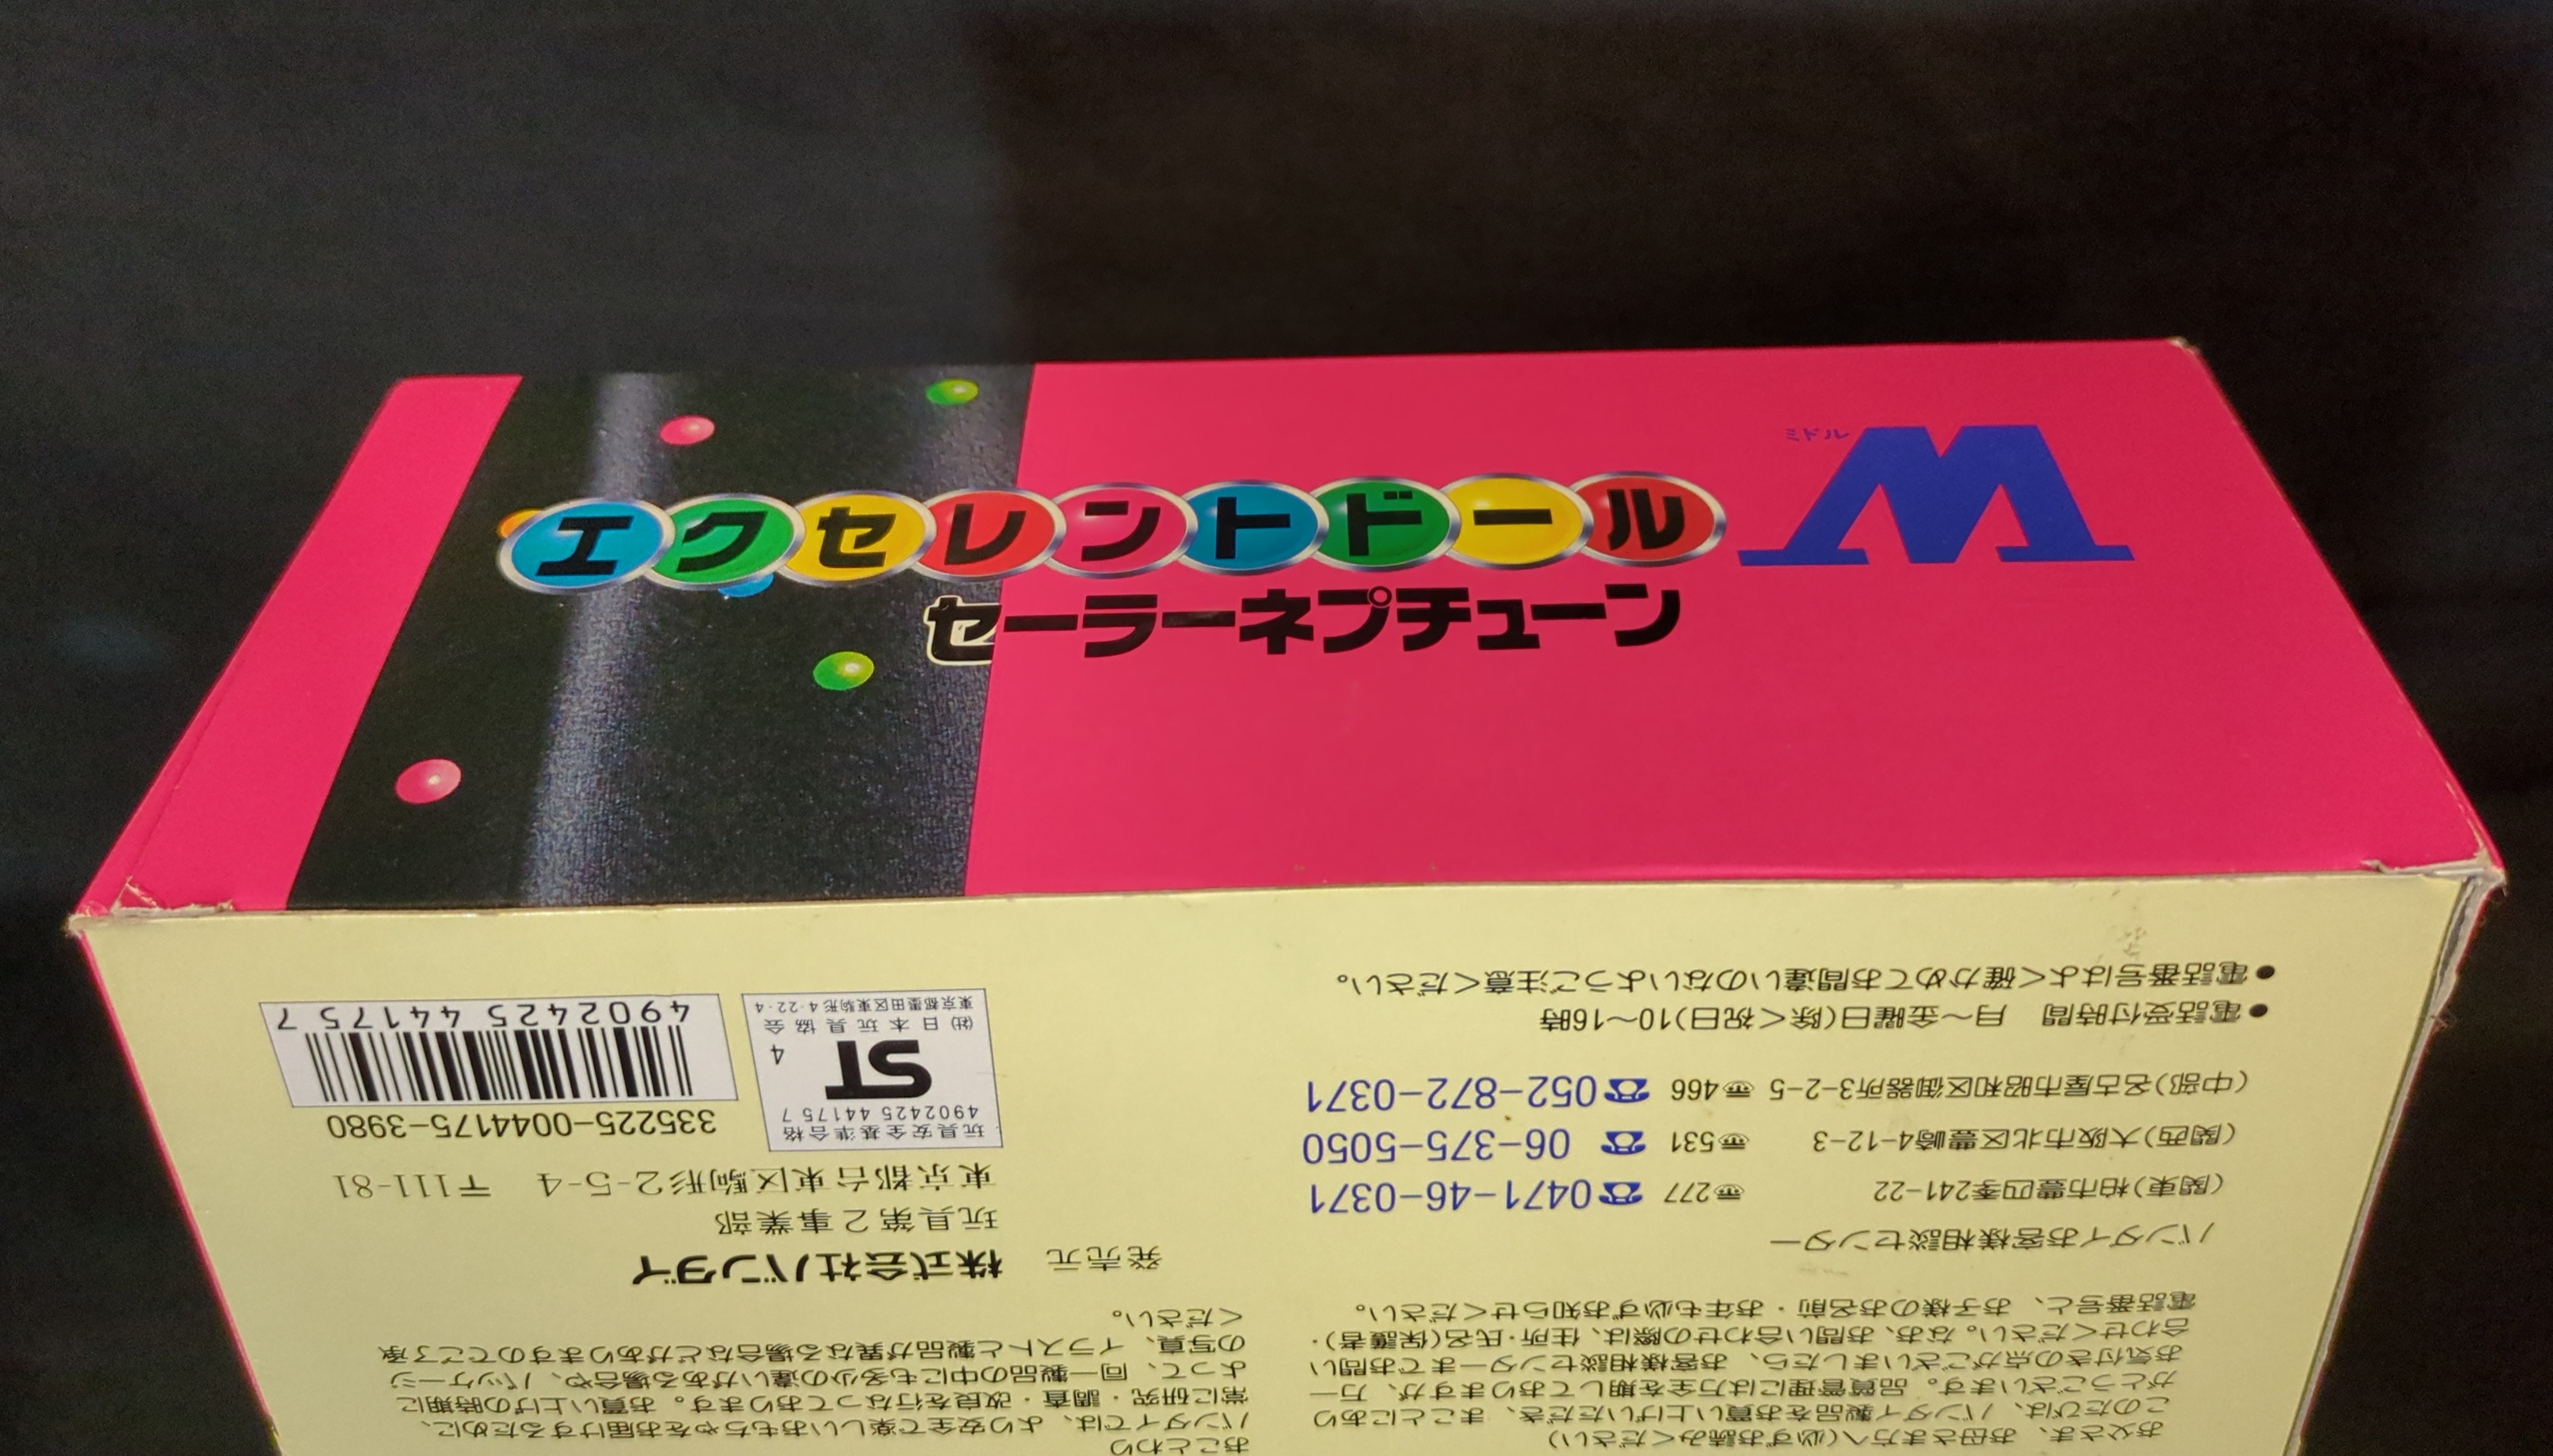 エクセレントドール
ミドル
M
セーラーネプチューン
お父さま、お母さま方へ(必ずお読みください)
このたびは、バンダイ製品をお買い上げいただき、まことにあり
がとうございます。品質管理には万全を期しておりますが、万一
お気付きの点がございましたら、お客様相談センターまでお問い
合わせください。なお、お問い合わせの際は、住所・氏名(保護者)・
電話番号と、お子様のお名前・お年も必ずお知らせください。
バンダイお客様相談センター
(関東)柏市豊四季241-22 〠277 ☎0471-46-0371
(関西)大阪市北区豊崎4-12-3 〠531 ☎06-375-5050
(中部)名古屋市昭和区御器所3-2-5 〠466 ☎052-872-0371
●電話受付時間 月〜金曜日(除く祝日)10〜16時
●電話番号はよく確かめてお間違いのないようご注意ください。
おことわり
バンダイでは、より安全で楽しいおもちゃをお届けするために、
常に研究・調査・改良を行なっております。お買い上げの時期に
よって、同一製品の中にも多少の違いがある場合や、パッケージ
の写真、イラストと製品が異なる場合などがありますのでご了承
ください。
発売元 株式会社バンダイ
玩具第2事業部
東京都台東区駒形2-5-4 〒111-81
玩具安全基準合格
4902425 44175 7
ST
4
(社)日本玩具協会
東京都墨田区東駒形4-22-4
335225-0044175-3980
4902425 44175 7